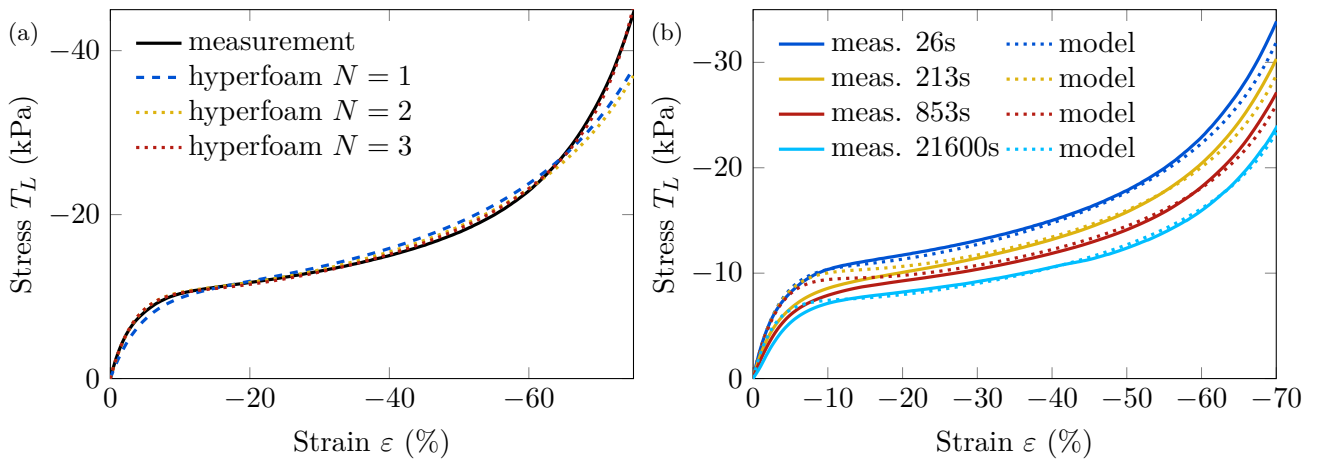 (a)
measurement
hyperfoam N = 1
hyperfoam N = 2
hyperfoam N = 3
−40
−20
0
Stress T_L (kPa)
0 −20 −40 −60
Strain ε (%)
(b)
meas. 26s model
meas. 213s model
meas. 853s model
meas. 21600s model
−30
−20
−10
0
Stress T_L (kPa)
0 −10 −20 −30 −40 −50 −60 −70
Strain ε (%)